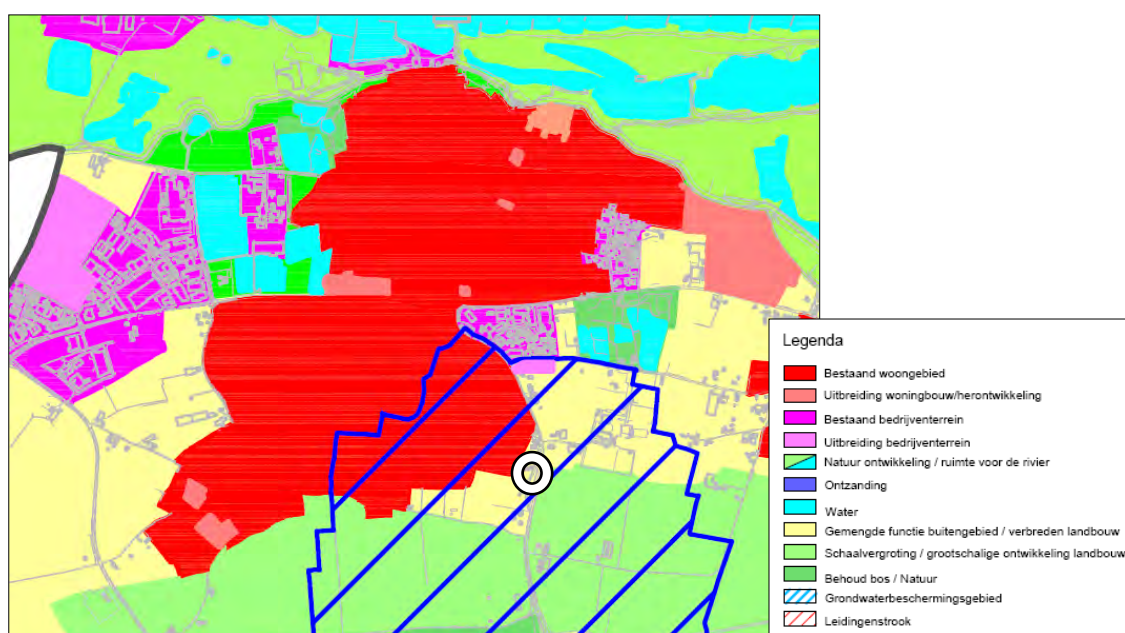 Legenda
Bestaand woongebied
Uitbreiding woningbouw/herontwikkeling
Bestaand bedrijventerrein
Uitbreiding bedrijventerrein
Natuur ontwikkeling / ruimte voor de rivier
Ontzanding
Water
Gemengde functie buitengebied / verbreden landbouw
Schaalvergroting / grootschalige ontwikkeling landbouw
Behoud bos / Natuur
Grondwaterbeschermingsgebied
Leidingenstrook